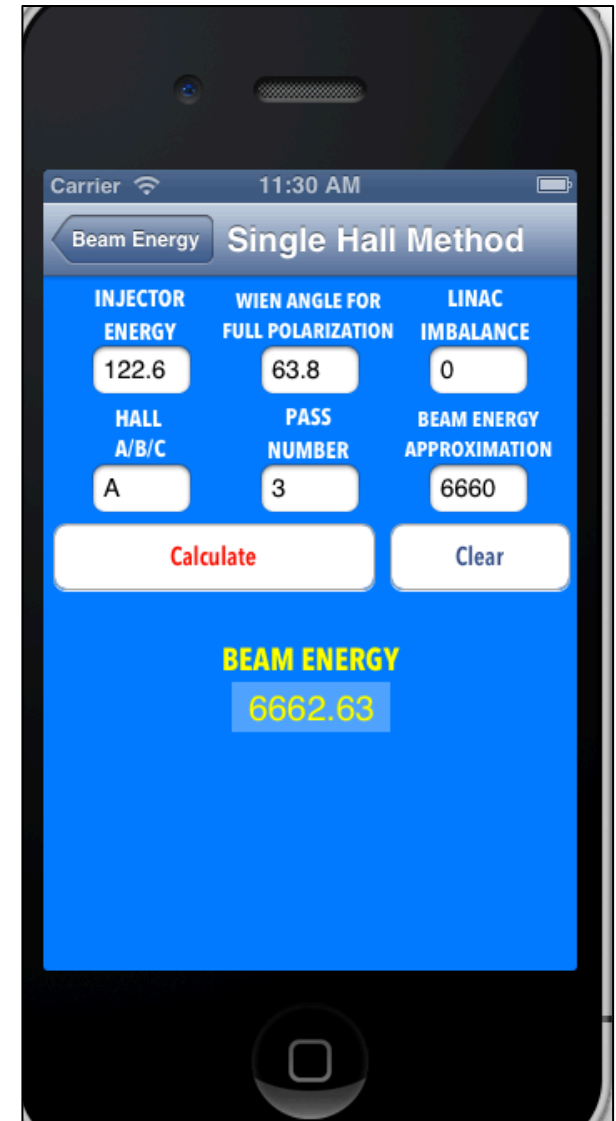 Carrier 11:30 AM
Beam Energy Single Hall Method
INJECTOR ENERGY
WIEN ANGLE FOR FULL POLARIZATION
LINAC IMBALANCE
122.6 63.8 0
HALL A/B/C
PASS NUMBER
BEAM ENERGY APPROXIMATION
A 3 6660
Calculate Clear
BEAM ENERGY
6662.63